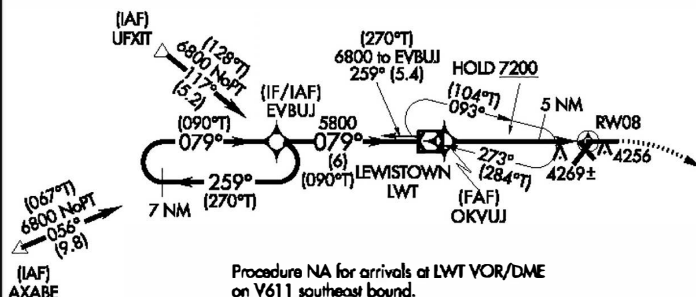 (IAF)
UFXIT
6800 NoPT
(128°T)
117°
(5.2)
(IF/IAF)
EVBUJ
(270°T)
6800 to EVBUJ
259° (5.4)
HOLD 7200
(104°T)
093°
5 NM
RW08
(090°T)
079°
5800
079°
(6)
(090°T)
LEWISTOWN
LWT
273°
(284°T)
4269±
4256
259°
(270°T)
7 NM
(FAF)
OKVUJ
(067°T)
6800 NoPT
056°
(9.8)
(IAF)
AXABE
Procedure NA for arrivals at LWT VOR/DME
on V611 southeast bound.